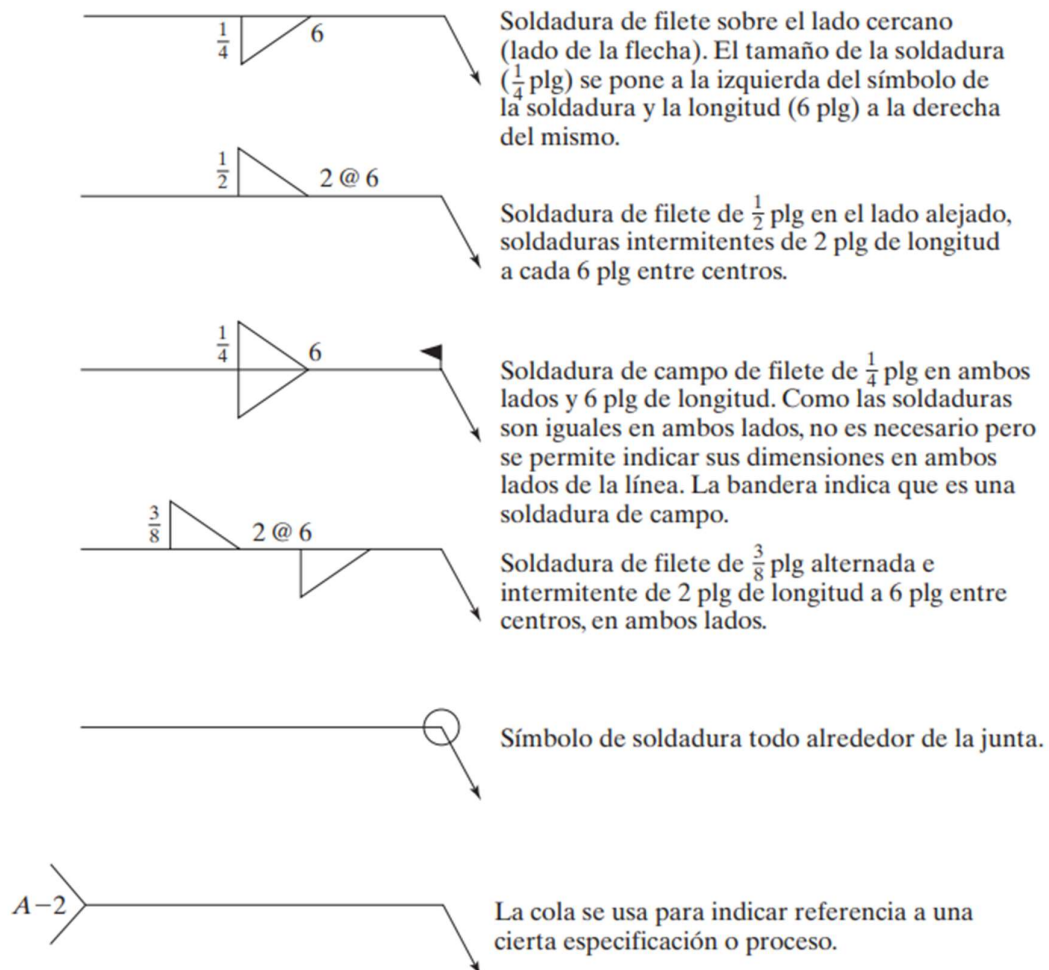 1/4 6
Soldadura de filete sobre el lado cercano
(lado de la flecha). El tamaño de la soldadura
(1/4 plg) se pone a la izquierda del símbolo de
la soldadura y la longitud (6 plg) a la derecha
del mismo.
1/2 2 @ 6
Soldadura de filete de 1/2 plg en el lado alejado,
soldaduras intermitentes de 2 plg de longitud
a cada 6 plg entre centros.
1/4 6
Soldadura de campo de filete de 1/4 plg en ambos
lados y 6 plg de longitud. Como las soldaduras
son iguales en ambos lados, no es necesario pero
se permite indicar sus dimensiones en ambos
lados de la línea. La bandera indica que es una
soldadura de campo.
3/8 2 @ 6
Soldadura de filete de 3/8 plg alternada e
intermitente de 2 plg de longitud a 6 plg entre
centros, en ambos lados.
Símbolo de soldadura todo alrededor de la junta.
A−2
La cola se usa para indicar referencia a una
cierta especificación o proceso.